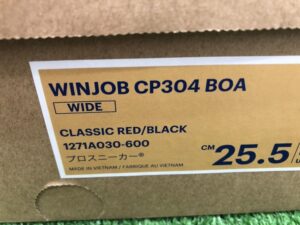 WINJOB CP304 BOA
WIDE
CLASSIC RED/BLACK
1271A030-600
プロスニーカー®
MADE IN VIETNAM / FABRIQUE AU VIETNAM
CM 25.5